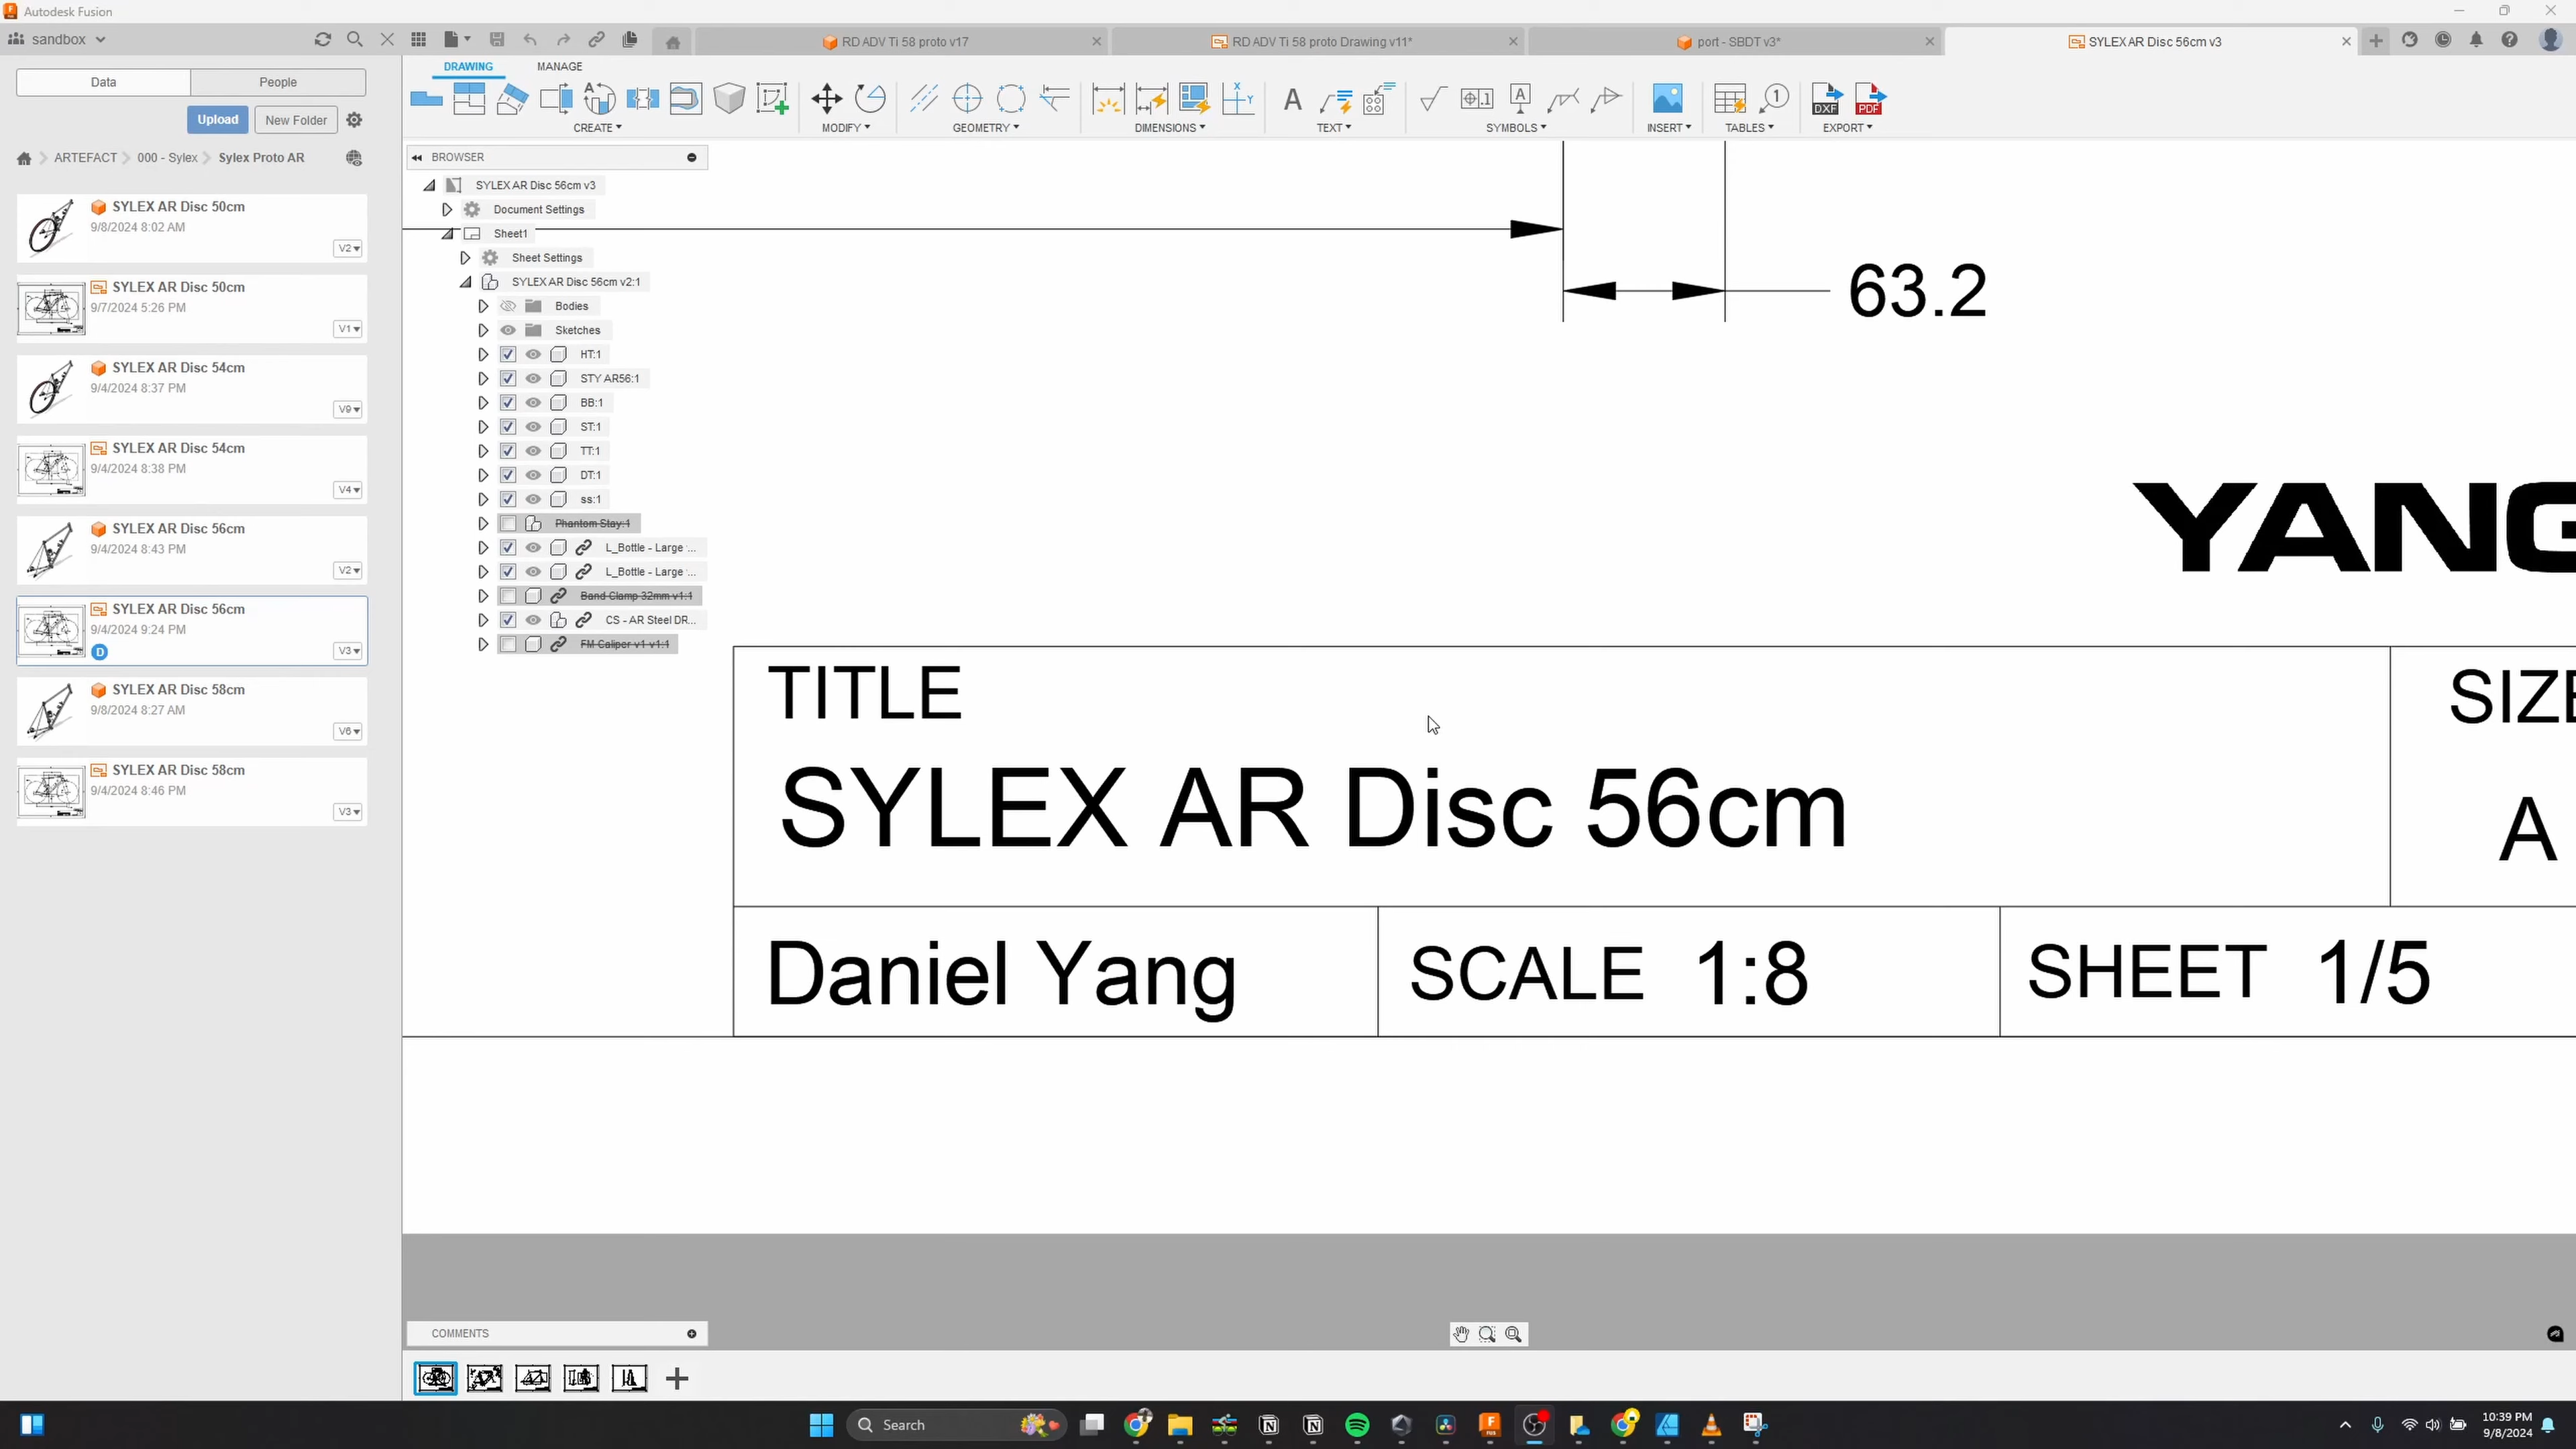 Autodesk Fusion
sandbox
RD ADV Ti 58 proto v17
RD ADV Ti 58 proto Drawing v11*
port - SBDT v3*
SYLEX AR Disc 56cm v3
Data
People
Upload
New Folder
ARTEFACT
000 - Sylex
Sylex Proto AR
SYLEX AR Disc 50cm
9/8/2024 8:02 AM
V2
SYLEX AR Disc 50cm
9/7/2024 5:26 PM
V1
SYLEX AR Disc 54cm
9/4/2024 8:37 PM
V9
SYLEX AR Disc 54cm
9/4/2024 8:38 PM
V4
SYLEX AR Disc 56cm
9/4/2024 8:43 PM
V2
SYLEX AR Disc 56cm
9/4/2024 9:24 PM
D
V3
SYLEX AR Disc 58cm
9/8/2024 8:27 AM
V6
SYLEX AR Disc 58cm
9/4/2024 8:46 PM
V3
DRAWING
MANAGE
CREATE
MODIFY
GEOMETRY
DIMENSIONS
TEXT
SYMBOLS
INSERT
TABLES
DXF
PDF
EXPORT
BROWSER
SYLEX AR Disc 56cm v3
Document Settings
Sheet1
Sheet Settings
SYLEX AR Disc 56cm v2:1
Bodies
Sketches
HT:1
STY AR56:1
BB:1
ST:1
TT:1
DT:1
ss:1
Phantom Stay:1
L_Bottle - Large ...
L_Bottle - Large ...
Band Clamp 32mm v1:1
CS - AR Steel DR...
FM Caliper v1 v1:1
63.2
YANG
TITLE
SYLEX AR Disc 56cm
SIZE
A
Daniel Yang
SCALE 1:8
SHEET 1/5
COMMENTS
Search
10:39 PM
9/8/2024